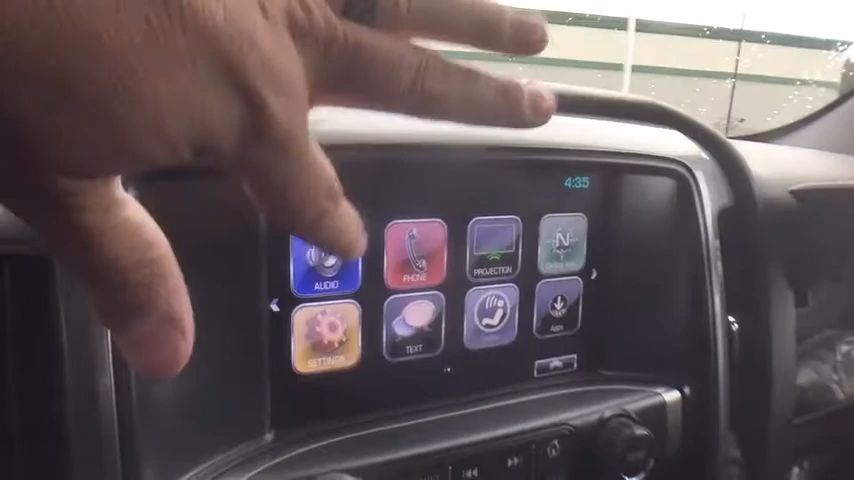 4:35
AUDIO
PHONE
PROJECTION
N
SETTINGS
TEXT
Apps